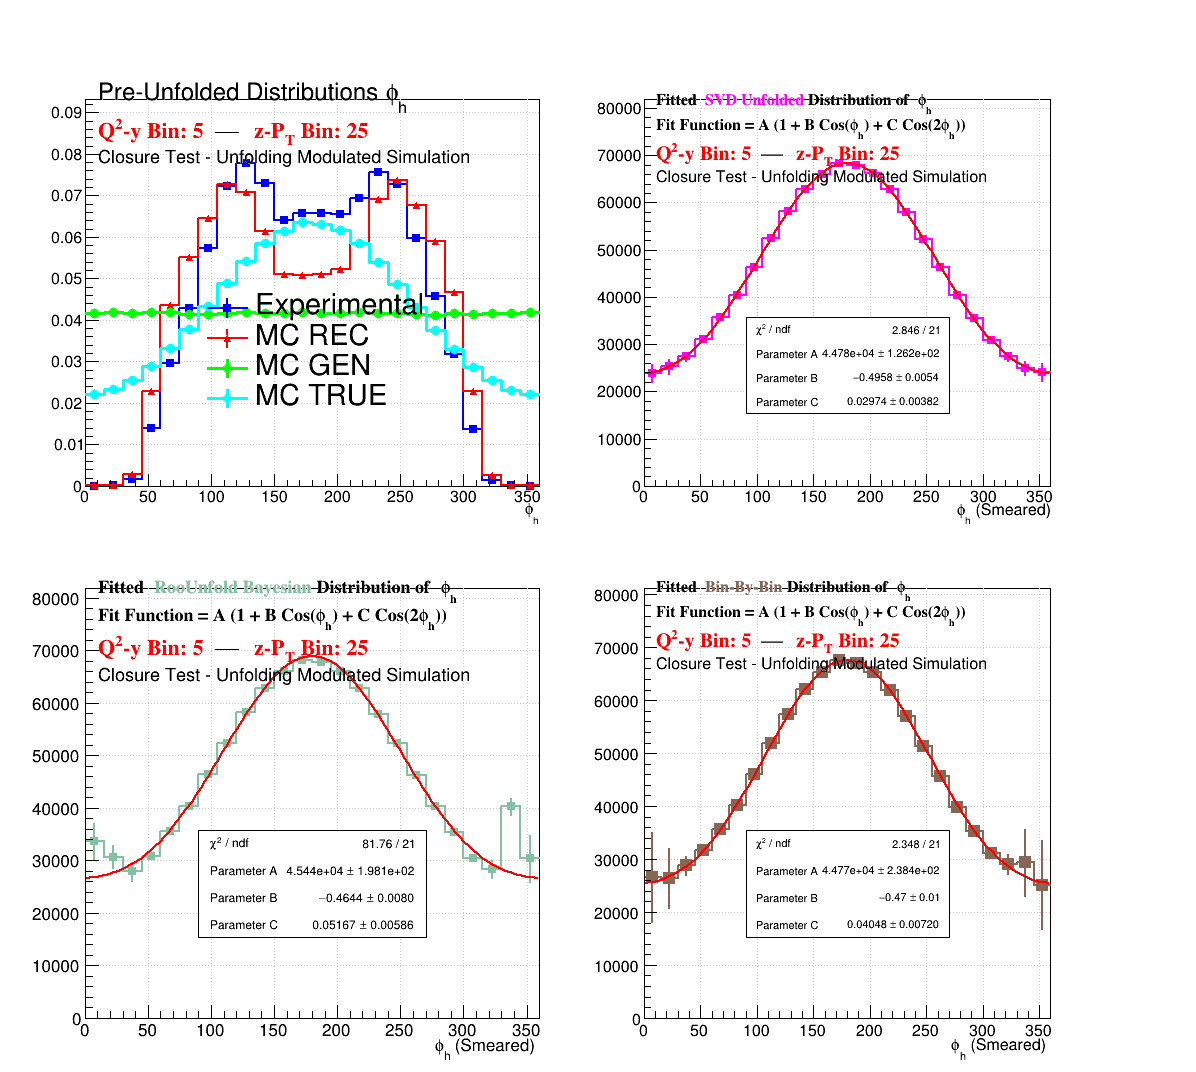 Pre-Unfolded Distributions ϕh
Q²-y Bin: 5 — z-PT Bin: 25
Closure Test - Unfolding Modulated Simulation
0.09
0.08
0.07
0.06
0.05
0.04
0.03
0.02
0.01
0
Experimental
MC REC
MC GEN
MC TRUE
0 50 100 150 200 250 300 350
ϕh
Fitted SVD Unfolded Distribution of ϕh
Fit Function = A (1 + B Cos(ϕh) + C Cos(2ϕh))
Q²-y Bin: 5 — z-PT Bin: 25
Closure Test - Unfolding Modulated Simulation
80000
70000
60000
50000
40000
30000
20000
10000
0
χ² / ndf 2.846 / 21
Parameter A 4.478e+04 ± 1.262e+02
Parameter B −0.4958 ± 0.0054
Parameter C 0.02974 ± 0.00382
0 50 100 150 200 250 300 350
ϕh (Smeared)
Fitted RooUnfold Bayesian Distribution of ϕh
Fit Function = A (1 + B Cos(ϕh) + C Cos(2ϕh))
Q²-y Bin: 5 — z-PT Bin: 25
Closure Test - Unfolding Modulated Simulation
80000
70000
60000
50000
40000
30000
20000
10000
0
χ² / ndf 81.76 / 21
Parameter A 4.544e+04 ± 1.981e+02
Parameter B −0.4644 ± 0.0080
Parameter C 0.05167 ± 0.00586
0 50 100 150 200 250 300 350
ϕh (Smeared)
Fitted Bin-By-Bin Distribution of ϕh
Fit Function = A (1 + B Cos(ϕh) + C Cos(2ϕh))
Q²-y Bin: 5 — z-PT Bin: 25
Closure Test - Unfolding Modulated Simulation
80000
70000
60000
50000
40000
30000
20000
10000
0
χ² / ndf 2.348 / 21
Parameter A 4.477e+04 ± 2.384e+02
Parameter B −0.47 ± 0.01
Parameter C 0.04048 ± 0.00720
0 50 100 150 200 250 300 350
ϕh (Smeared)